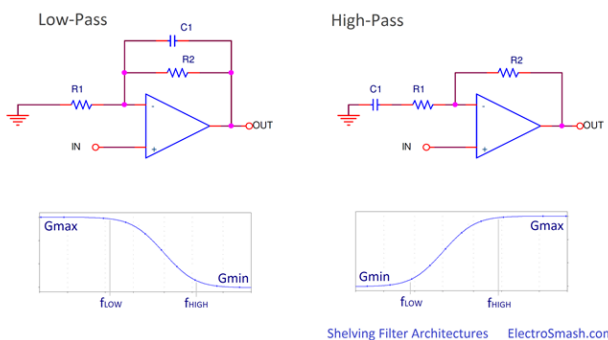 Low-Pass
C1
R2
R1
-
+
IN
OUT
Gmax
Gmin
fLOW
fHIGH
High-Pass
R2
C1
R1
-
+
IN
OUT
Gmax
Gmin
fLOW
fHIGH
Shelving Filter Architectures ElectroSmash.com